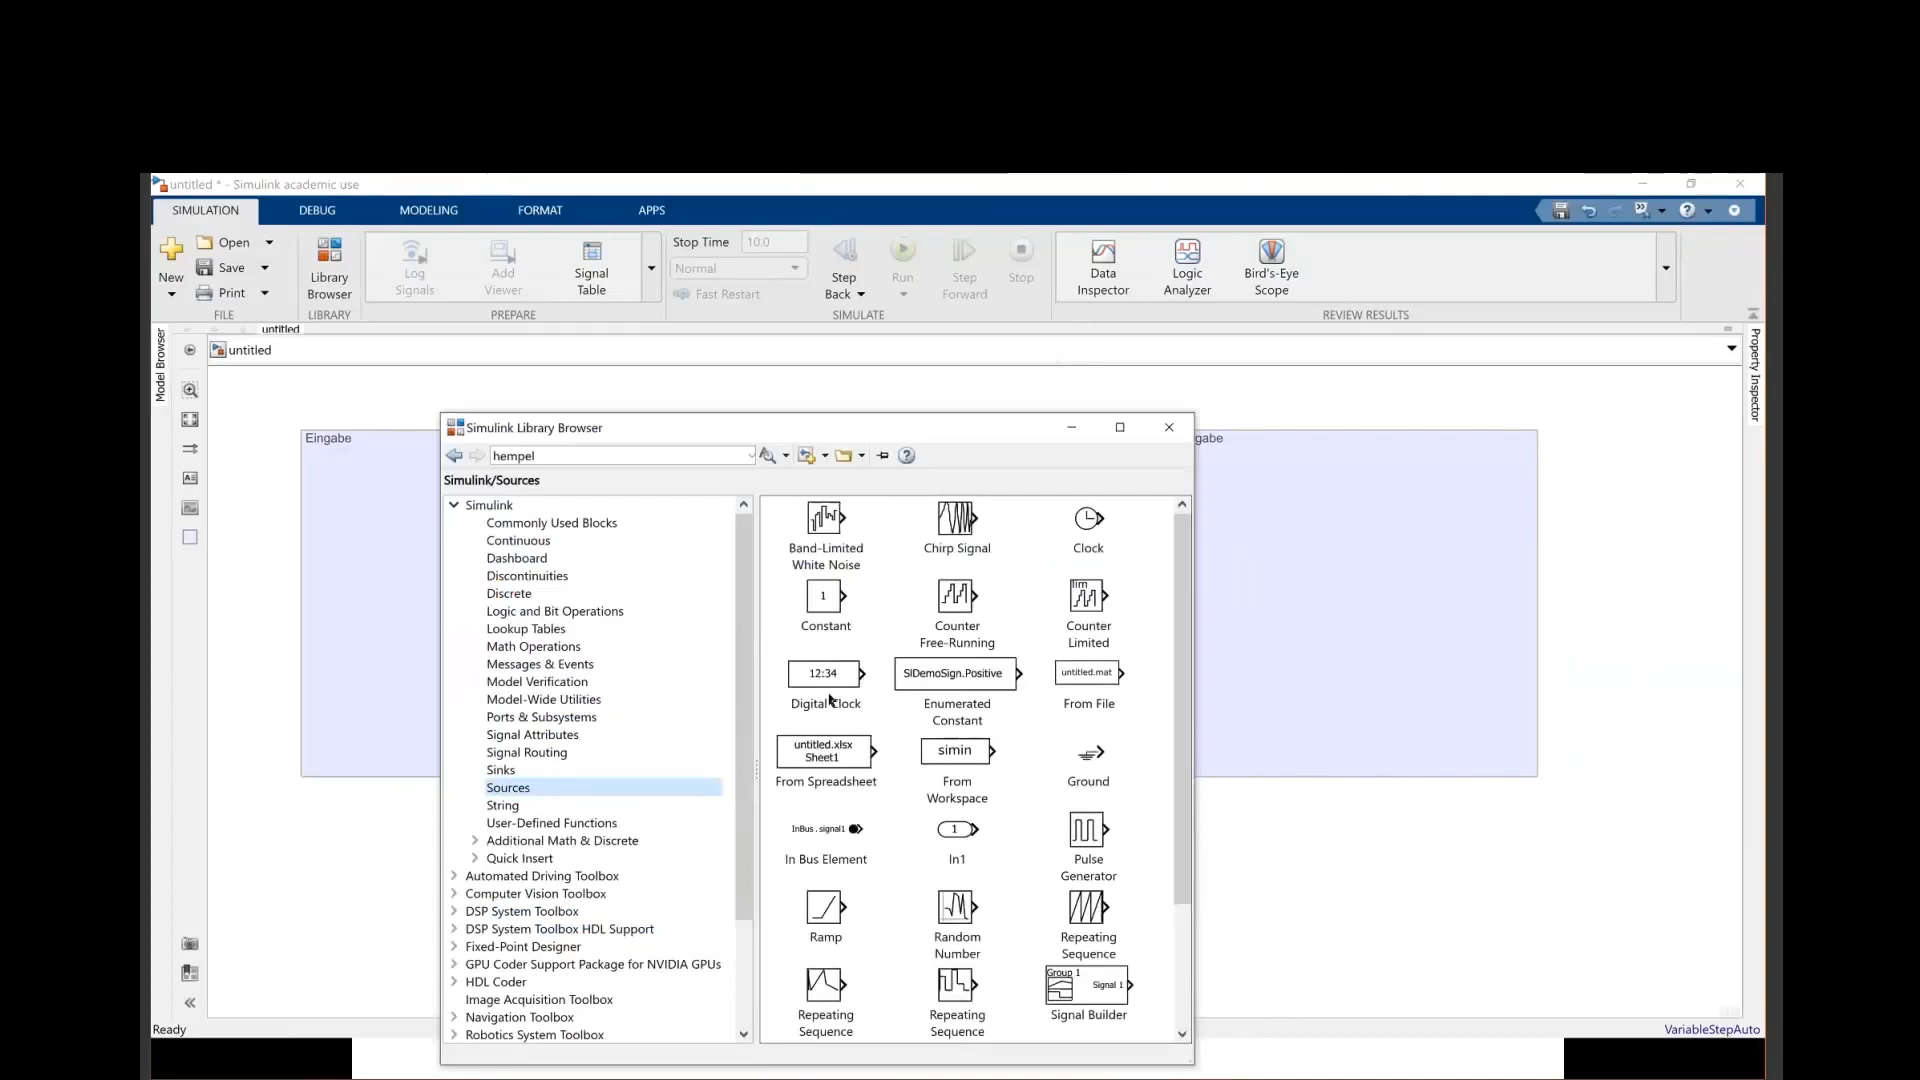 untitled * - Simulink academic use
SIMULATION
DEBUG
MODELING
FORMAT
APPS
New
Open
Save
Print
FILE
Library
Browser
LIBRARY
Log
Signals
Add
Viewer
Signal
Table
PREPARE
Stop Time
10.0
Normal
Fast Restart
Step
Back
Run
Step
Forward
Stop
SIMULATE
Data
Inspector
Logic
Analyzer
Bird's-Eye
Scope
REVIEW RESULTS
Model Browser
untitled
untitled
Property Inspector
Eingabe
gabe
Simulink Library Browser
hempel
Simulink/Sources
Simulink
Commonly Used Blocks
Continuous
Dashboard
Discontinuities
Discrete
Logic and Bit Operations
Lookup Tables
Math Operations
Messages & Events
Model Verification
Model-Wide Utilities
Ports & Subsystems
Signal Attributes
Signal Routing
Sinks
Sources
String
User-Defined Functions
Additional Math & Discrete
Quick Insert
Automated Driving Toolbox
Computer Vision Toolbox
DSP System Toolbox
DSP System Toolbox HDL Support
Fixed-Point Designer
GPU Coder Support Package for NVIDIA GPUs
HDL Coder
Image Acquisition Toolbox
Navigation Toolbox
Robotics System Toolbox
Band-Limited
White Noise
Chirp Signal
Clock
1
Constant
Counter
Free-Running
lim
Counter
Limited
12:34
Digital Clock
SlDemoSign.Positive
Enumerated
Constant
untitled.mat
From File
untitled.xlsx
Sheet1
From Spreadsheet
simin
From
Workspace
Ground
InBus . signal1
In Bus Element
1
In1
Pulse
Generator
Ramp
Random
Number
Repeating
Sequence
Repeating
Sequence
Repeating
Sequence
Group 1
Signal 1
Signal Builder
Ready
VariableStepAuto